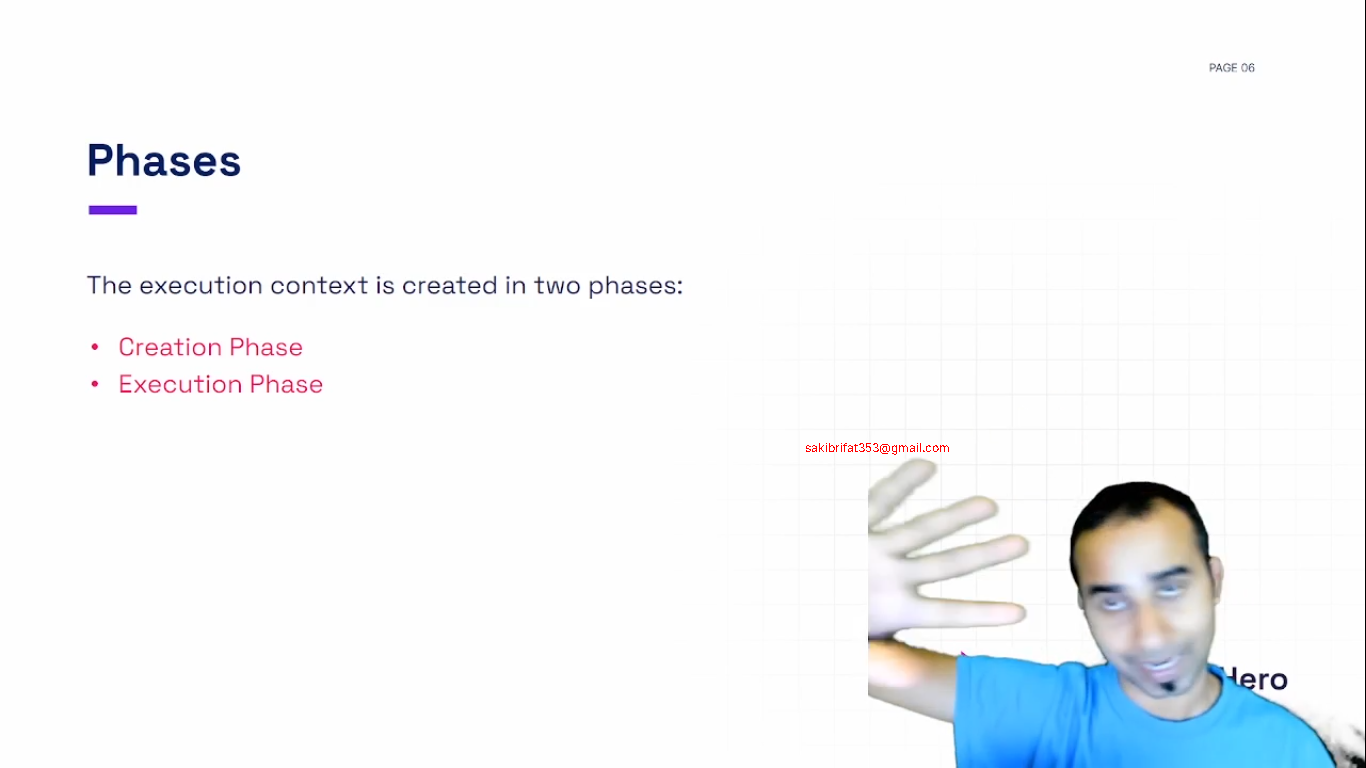 PAGE 06
Phases
The execution context is created in two phases:
• Creation Phase
• Execution Phase
sakibrifat353@gmail.com
Hero